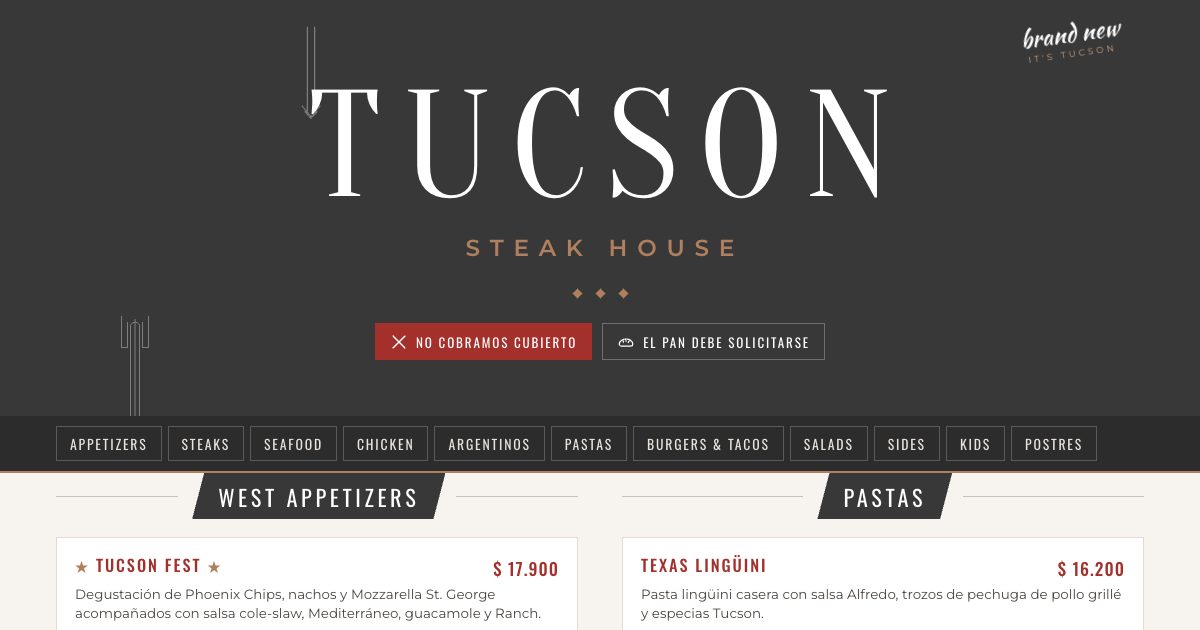 brand new
IT'S TUCSON
TUCSON
STEAK HOUSE
NO COBRAMOS CUBIERTO
EL PAN DEBE SOLICITARSE
APPETIZERS
STEAKS
SEAFOOD
CHICKEN
ARGENTINOS
PASTAS
BURGERS & TACOS
SALADS
SIDES
KIDS
POSTRES
WEST APPETIZERS
★ TUCSON FEST ★
$ 17.900
Degustación de Phoenix Chips, nachos y Mozzarella St. George
acompañados con salsa cole-slaw, Mediterráneo, guacamole y Ranch.
PASTAS
TEXAS LINGÜINI
$ 16.200
Pasta lingüini casera con salsa Alfredo, trozos de pechuga de pollo grillé
y especias Tucson.